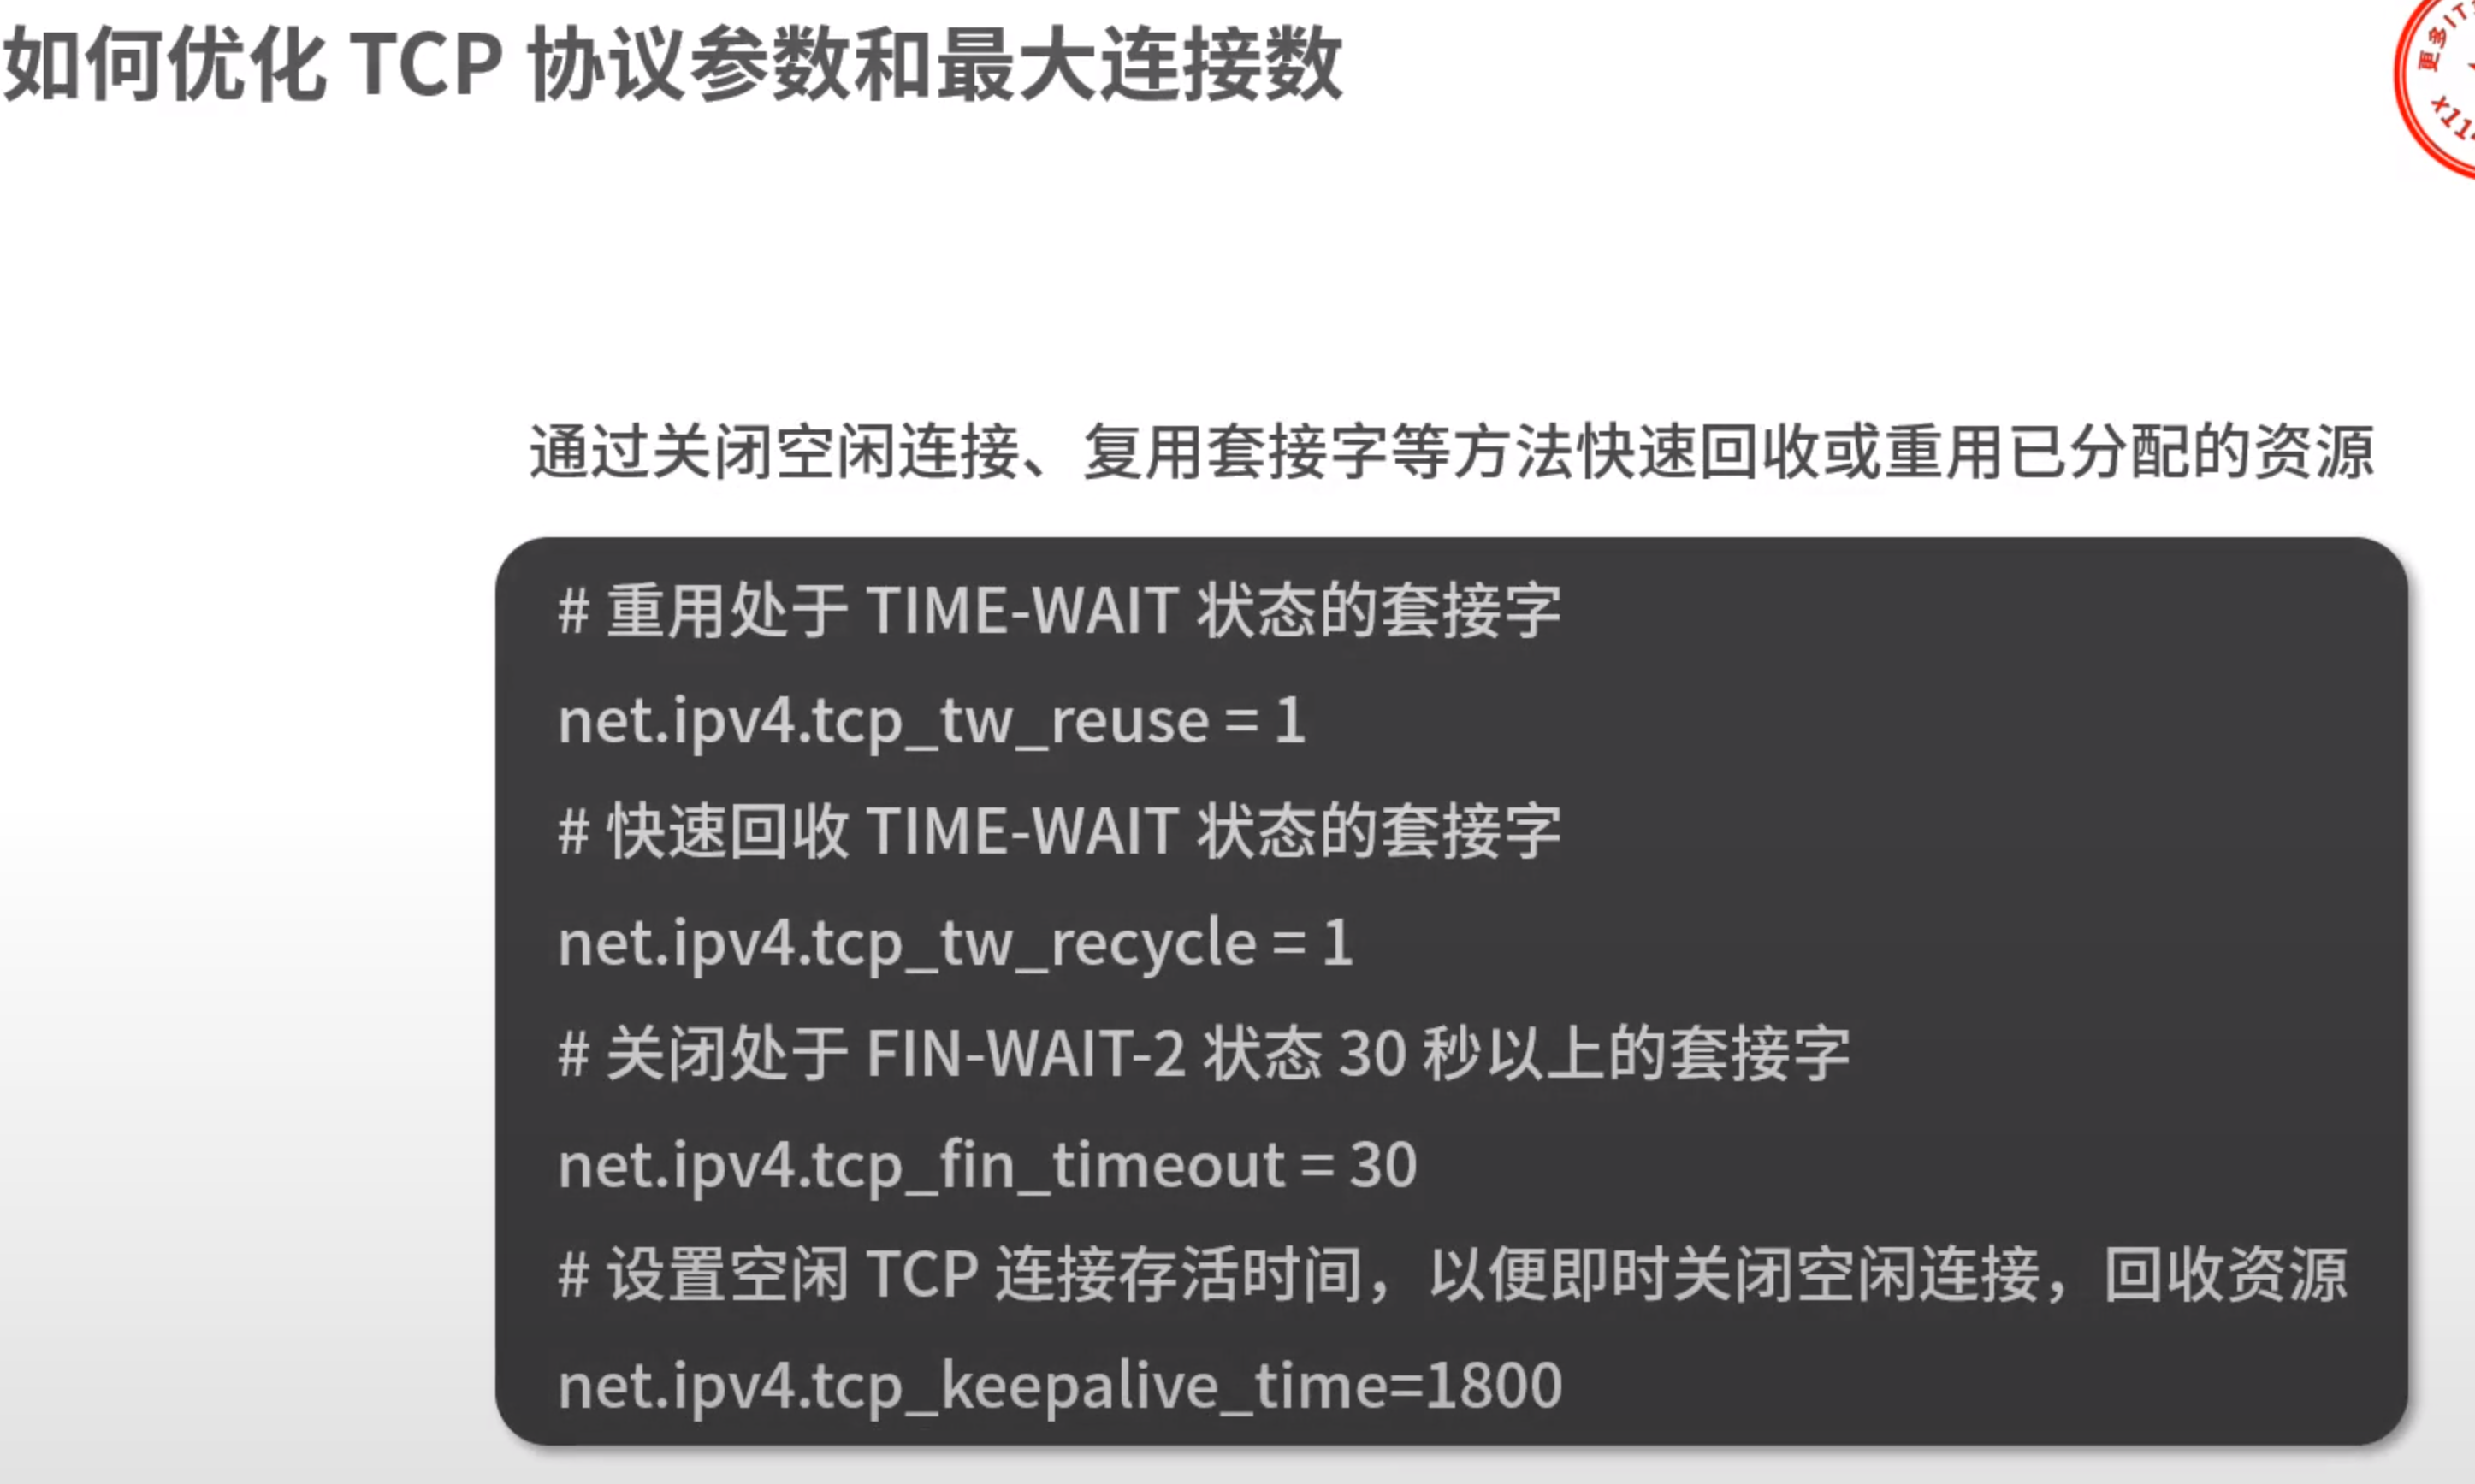 如何优化 TCP 协议参数和最大连接数
更多IT
x11
通过关闭空闲连接、复用套接字等方法快速回收或重用已分配的资源
# 重用处于 TIME-WAIT 状态的套接字
net.ipv4.tcp_tw_reuse = 1
# 快速回收 TIME-WAIT 状态的套接字
net.ipv4.tcp_tw_recycle = 1
# 关闭处于 FIN-WAIT-2 状态 30 秒以上的套接字
net.ipv4.tcp_fin_timeout = 30
# 设置空闲 TCP 连接存活时间，以便即时关闭空闲连接，回收资源
net.ipv4.tcp_keepalive_time=1800